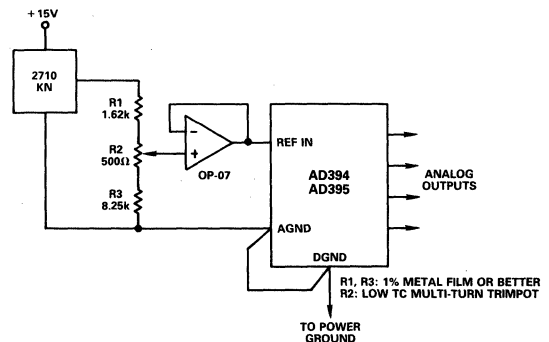 +15V
2710
KN
R1
1.62k
R2
500Ω
R3
8.25k
−
+
OP-07
REF IN
AD394
AD395
AGND
DGND
ANALOG
OUTPUTS
R1, R3: 1% METAL FILM OR BETTER
R2: LOW TC MULTI-TURN TRIMPOT
TO POWER
GROUND